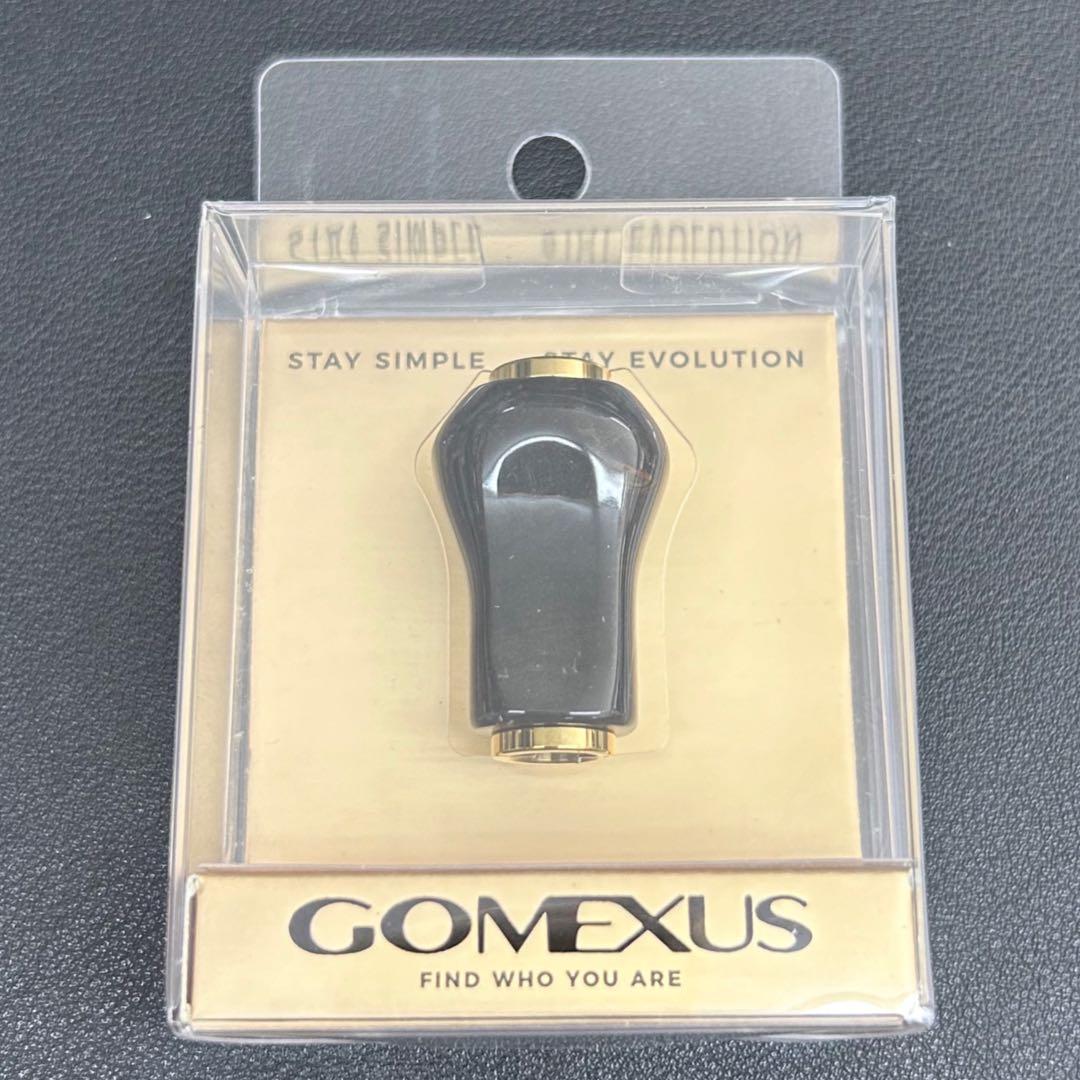 STAY SIMPLE STAY EVOLUTION
GOMEXUS
FIND WHO YOU ARE